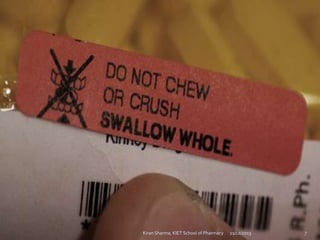 DO NOT CHEW
OR CRUSH
SWALLOW WHOLE.
R.Ph.
Kiran Sharma, KIET School of Pharmacy
7